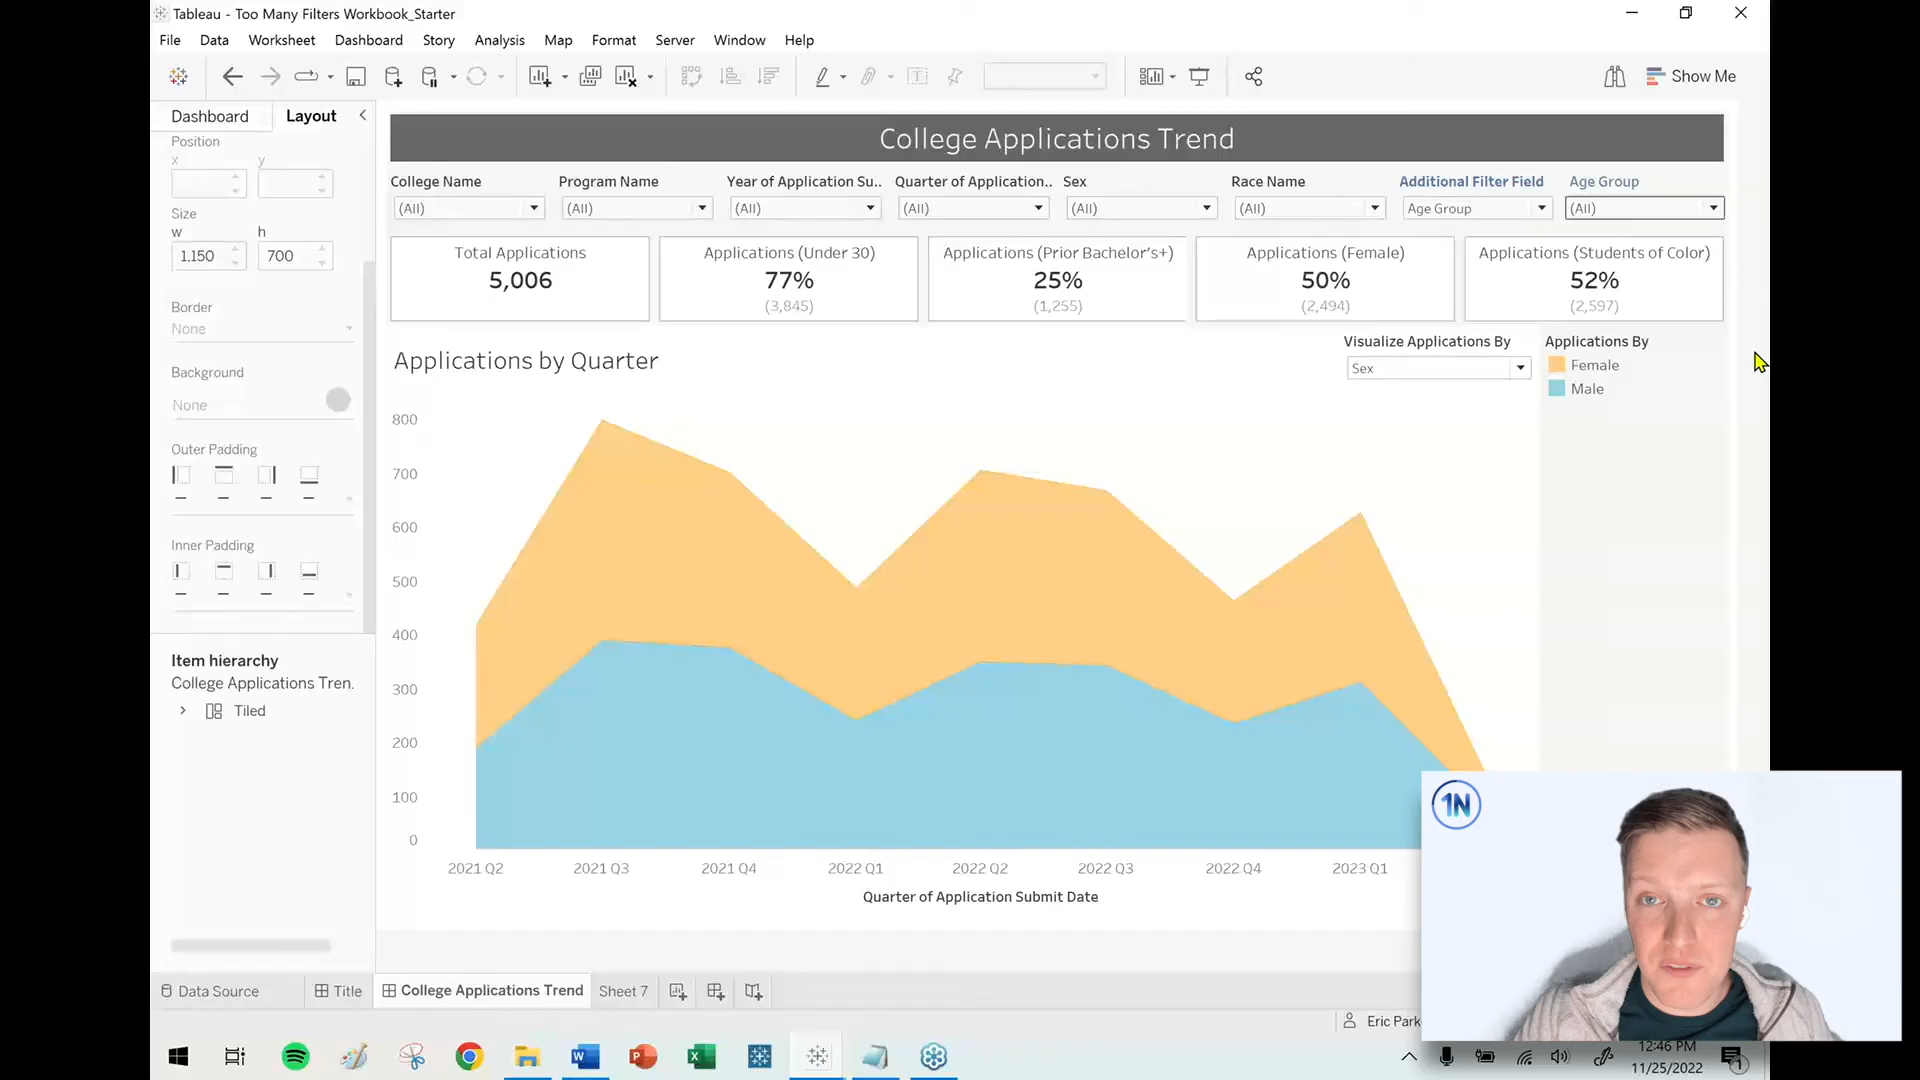 Tableau - Too Many Filters Workbook_Starter
File Data Worksheet Dashboard Story Analysis Map Format Server Window Help
Show Me
Dashboard Layout
Position
x y
Size
w h
1,150 700
Border
None
Background
None
Outer Padding
Inner Padding
Item hierarchy
College Applications Tren.
Tiled
College Applications Trend
College Name Program Name Year of Application Su.. Quarter of Application.. Sex Race Name Additional Filter Field Age Group
(All) (All) (All) (All) (All) (All) Age Group (All)
Total Applications
5,006
Applications (Under 30)
77%
(3,845)
Applications (Prior Bachelor's+)
25%
(1,255)
Applications (Female)
50%
(2,494)
Applications (Students of Color)
52%
(2,597)
Applications by Quarter
Visualize Applications By
Sex
Applications By
Female
Male
800
700
600
500
400
300
200
100
0
2021 Q2 2021 Q3 2021 Q4 2022 Q1 2022 Q2 2022 Q3 2022 Q4 2023 Q1
Quarter of Application Submit Date
1N
Data Source Title College Applications Trend Sheet 7
Eric Park
12:46 PM
11/25/2022
1